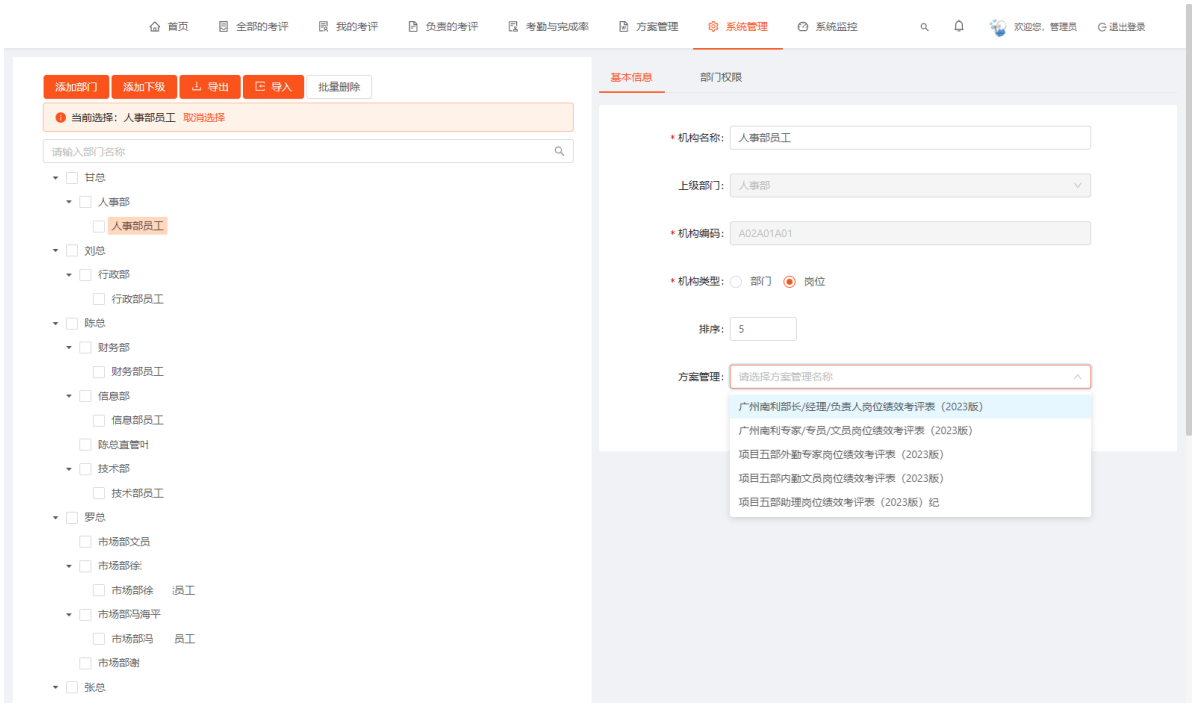 首页 全部的考评 我的考评 负责的考评 考勤与完成率 方案管理 系统管理 系统监控 欢迎您，管理员 退出登录
添加部门 添加下级 导出 导入 批量删除
当前选择：人事部员工 取消选择
请输入部门名称
甘总
人事部
人事部员工
刘总
行政部
行政部员工
陈总
财务部
财务部员工
信息部
信息部员工
陈总直管叶
技术部
技术部员工
罗总
市场部文员
市场部徐
市场部徐 员工
市场部冯海平
市场部冯 员工
市场部谢
张总
基本信息 部门权限
* 机构名称： 人事部员工
上级部门： 人事部
* 机构编码： A02A01A01
* 机构类型： 部门 岗位
排序： 5
方案管理： 请选择方案管理名称
广州南利部长/经理/负责人岗位绩效考评表（2023版）
广州南利专家/专员/文员岗位绩效考评表（2023版）
项目五部外勤专家岗位绩效考评表（2023版）
项目五部内勤文员岗位绩效考评表（2023版）
项目五部助理岗位绩效考评表（2023版）纪